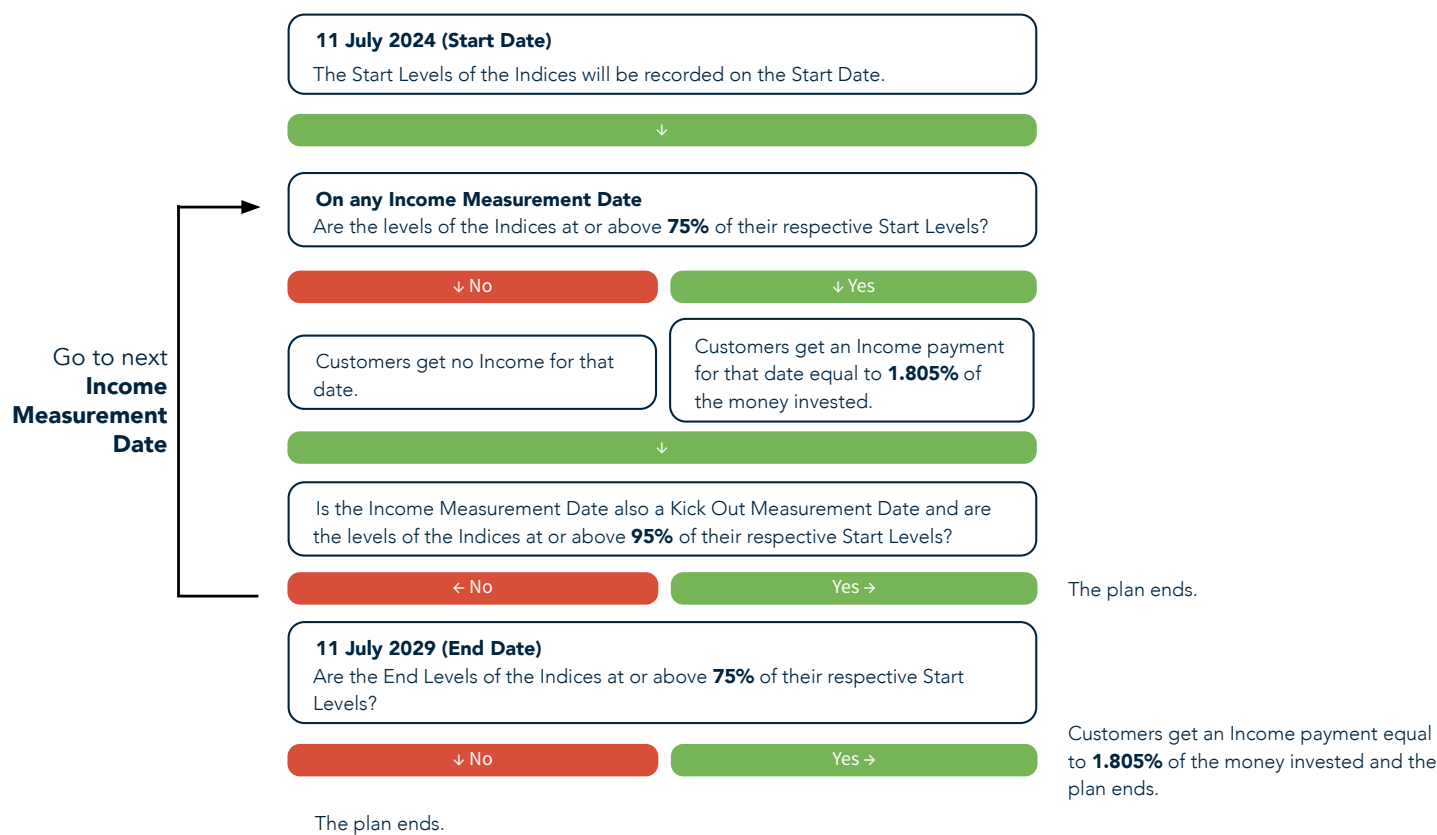 11 July 2024 (Start Date)
The Start Levels of the Indices will be recorded on the Start Date.
↓
On any Income Measurement Date
Are the levels of the Indices at or above 75% of their respective Start Levels?
↓ No
↓ Yes
Go to next
Income
Measurement
Date
Customers get no Income for that
date.
Customers get an Income payment
for that date equal to 1.805% of
the money invested.
↓
Is the Income Measurement Date also a Kick Out Measurement Date and are
the levels of the Indices at or above 95% of their respective Start Levels?
← No
Yes →
The plan ends.
11 July 2029 (End Date)
Are the End Levels of the Indices at or above 75% of their respective Start
Levels?
↓ No
Yes →
Customers get an Income payment equal
to 1.805% of the money invested and the
plan ends.
The plan ends.